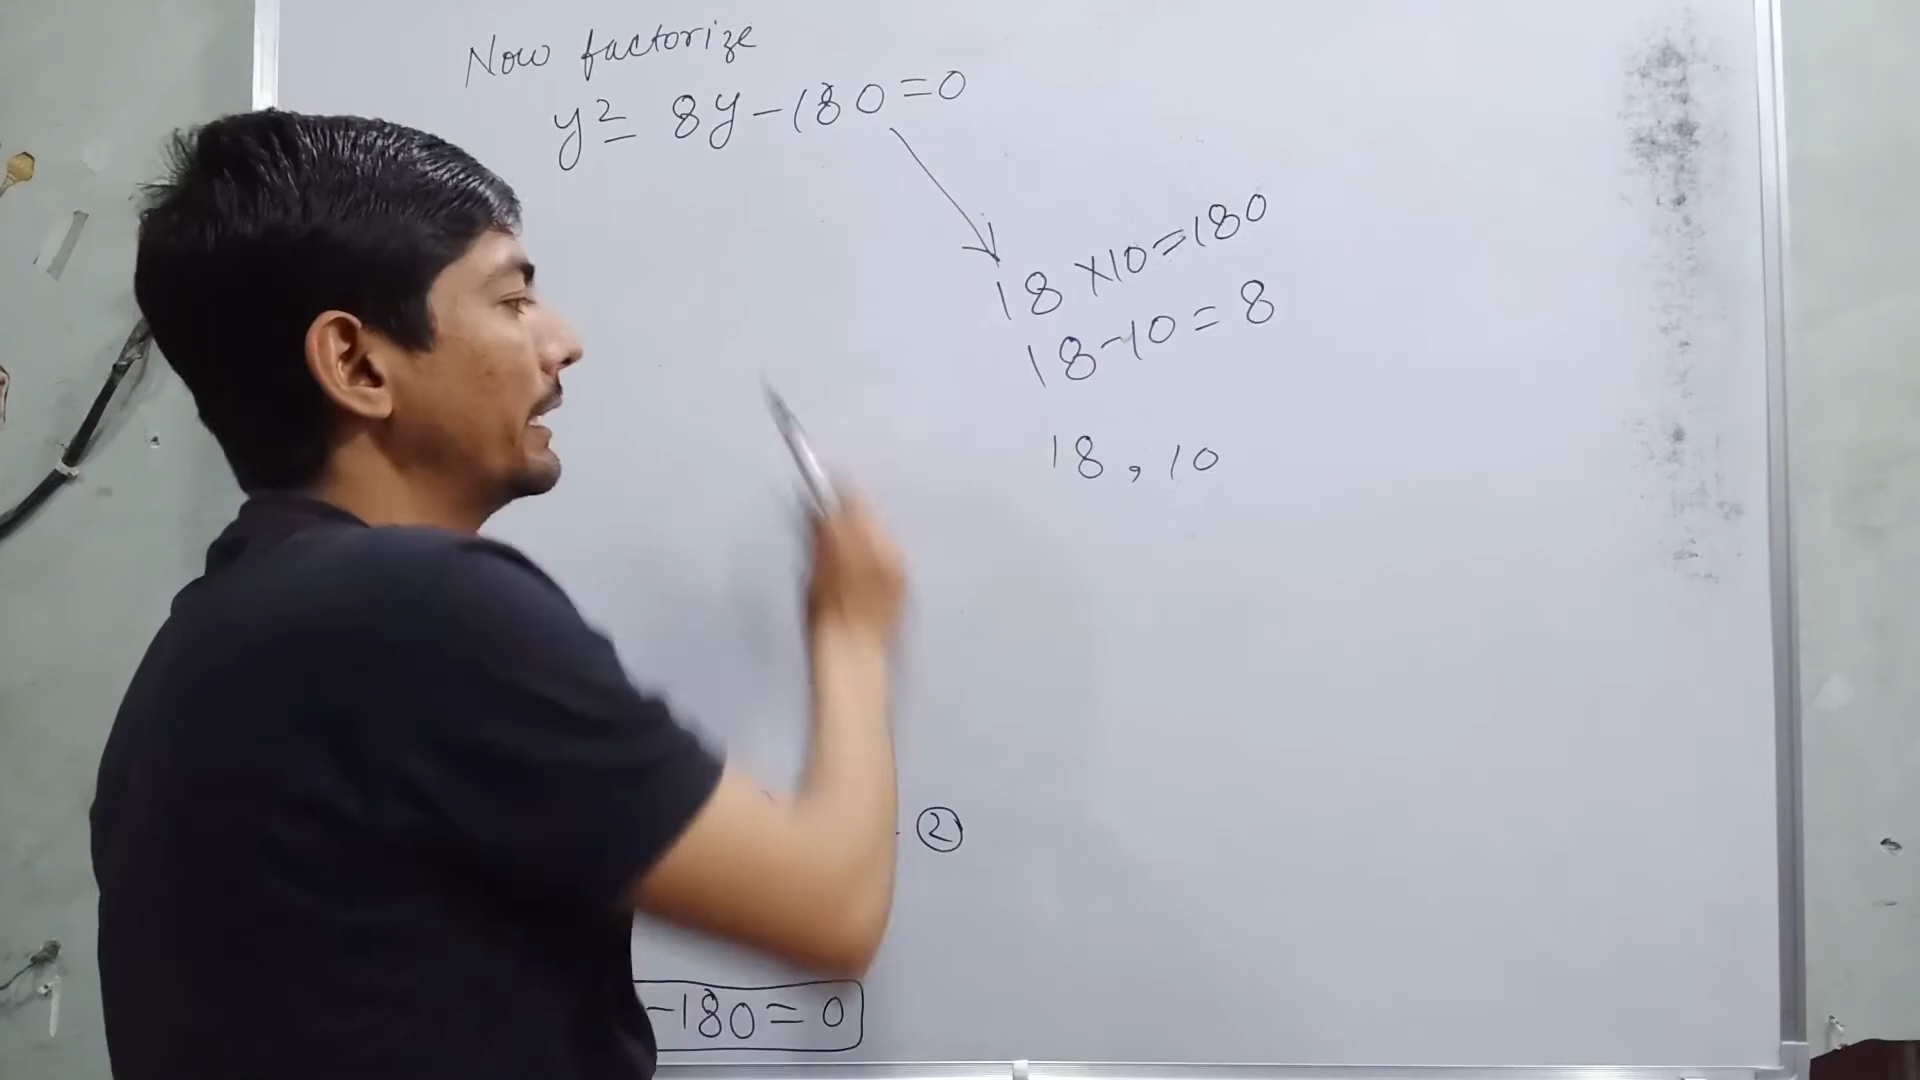 Now factorize
y² - 8y - 180 = 0
18 × 10 = 180
18 - 10 = 8
18 , 10
②
- 180 = 0